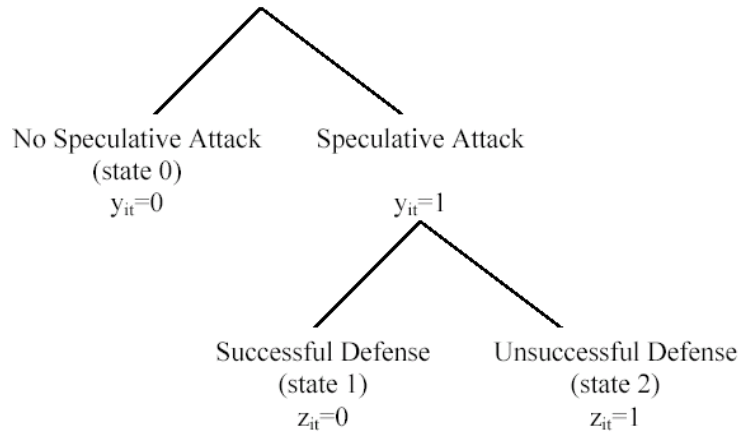 No Speculative Attack
(state 0)
y_it=0
Speculative Attack
y_it=1
Successful Defense
(state 1)
z_it=0
Unsuccessful Defense
(state 2)
z_it=1